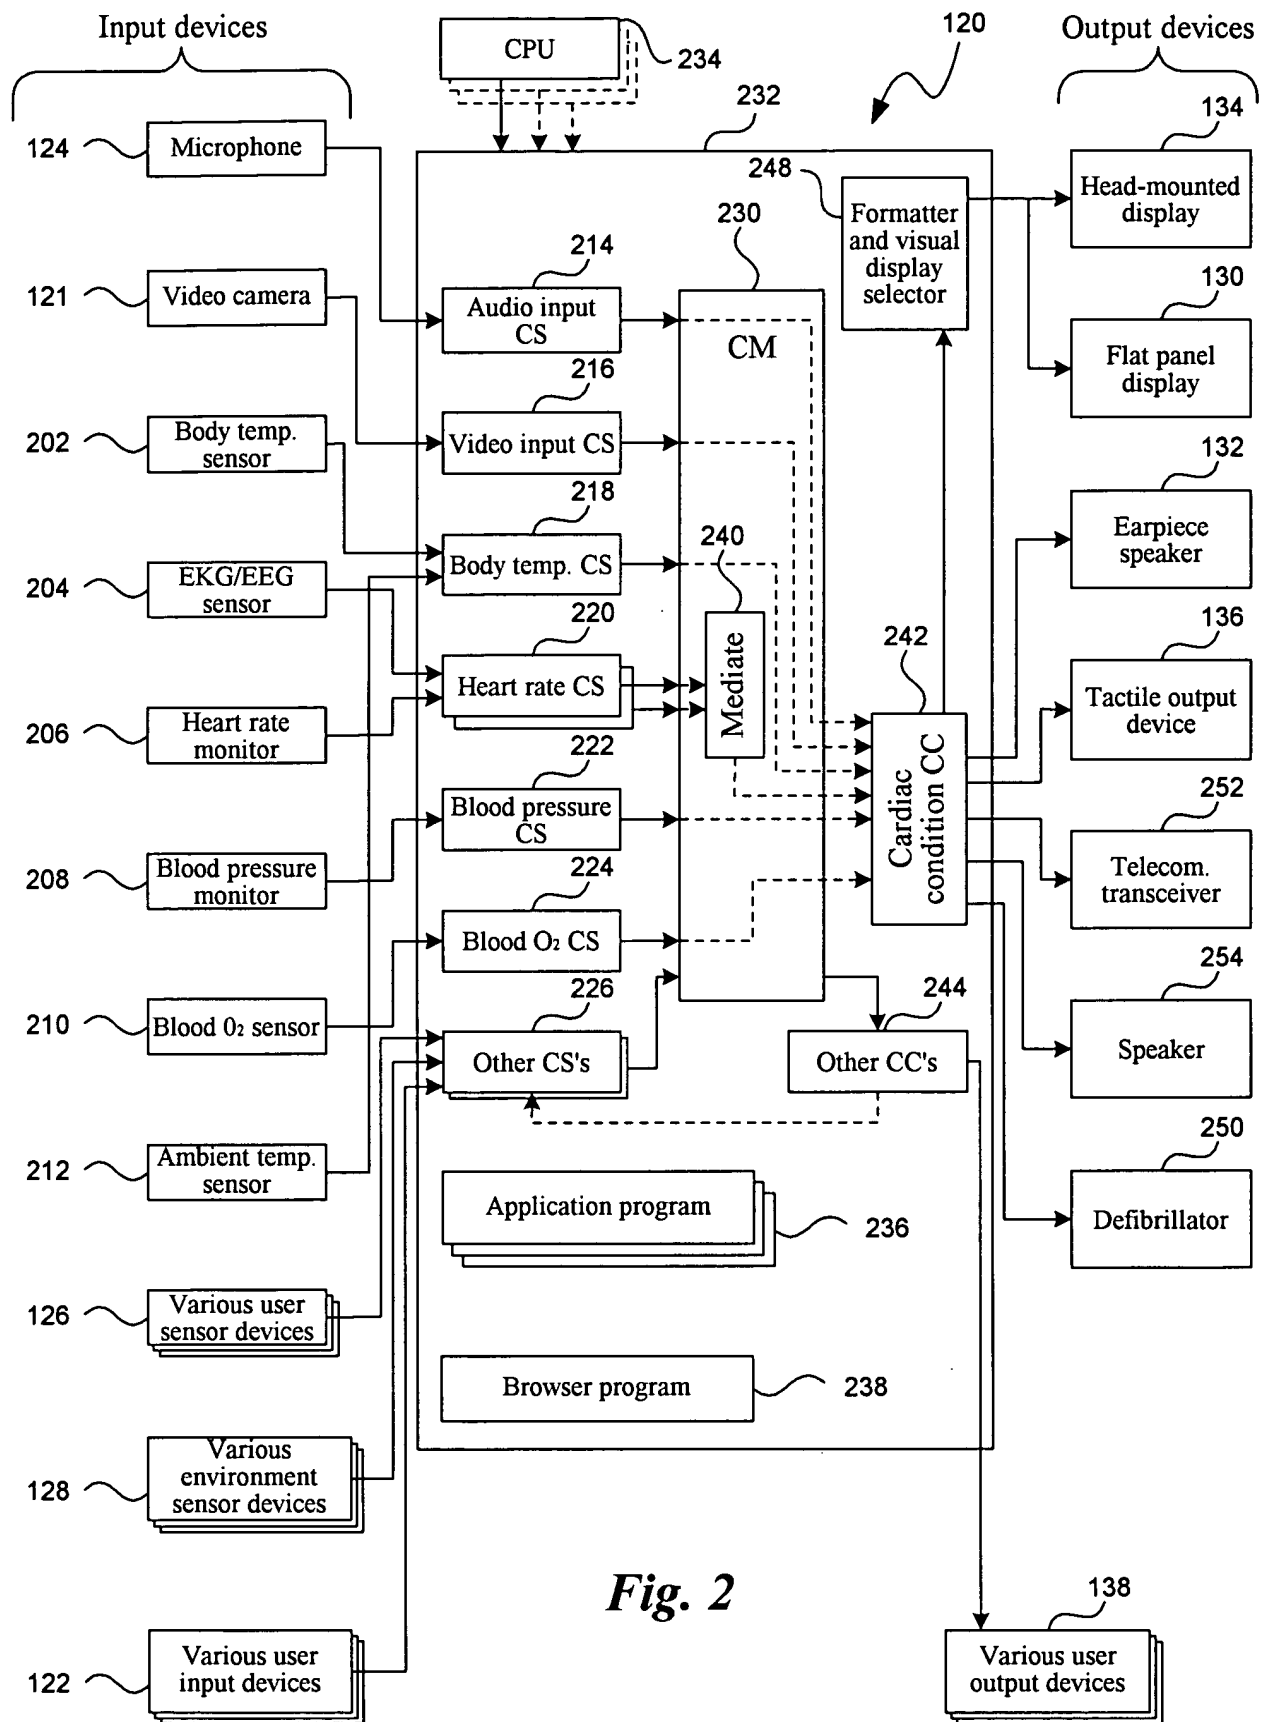 Input devices
CPU
234
120
Output devices
124
Microphone
232
134
Head-mounted
display
248
Formatter
and visual
display
selector
230
CM
121
Video camera
214
Audio input
CS
130
Flat panel
display
216
Video input CS
202
Body temp.
sensor
218
Body temp. CS
132
Earpiece
speaker
240
Mediate
204
EKG/EEG
sensor
220
Heart rate CS
242
Cardiac
condition CC
136
Tactile output
device
206
Heart rate
monitor
222
Blood pressure
CS
252
Telecom.
transceiver
208
Blood pressure
monitor
224
Blood O2 CS
254
Speaker
210
Blood 02 sensor
226
Other CS's
244
Other CC's
212
Ambient temp.
sensor
250
Defibrillator
Application program
236
126
Various user
sensor devices
Browser program
238
128
Various
environment
sensor devices
Fig. 2
138
Various user
output devices
122
Various user
input devices